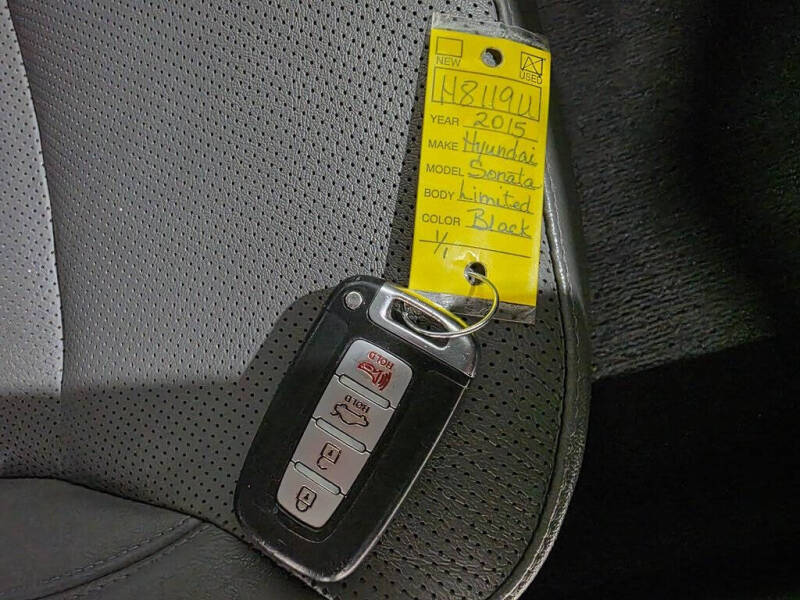 NEW
USED
H8119U
YEAR 2015
MAKE Hyundai
MODEL Sonata
BODY Limited
COLOR Black
1/1
HOLD
HOLD